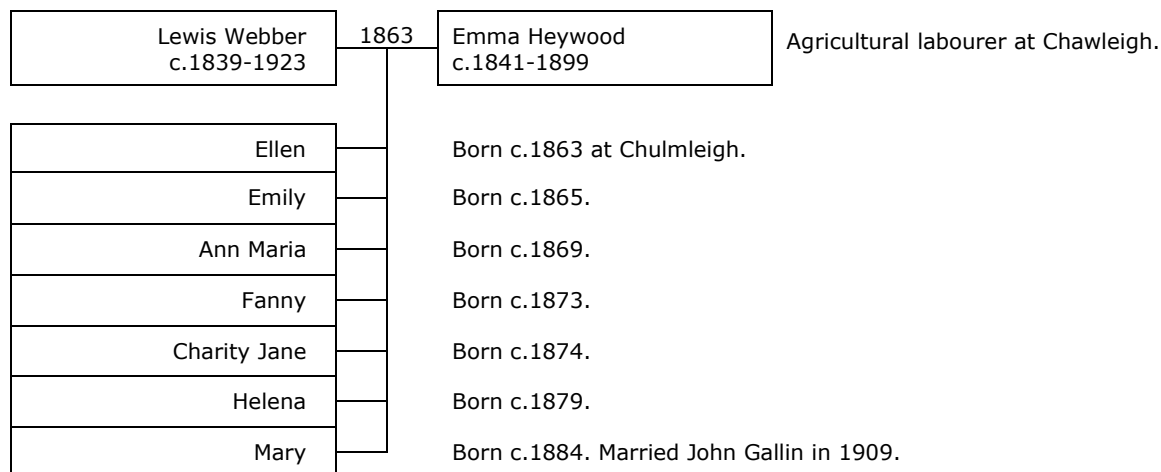 Lewis Webber
c.1839-1923
1863
Emma Heywood
c.1841-1899
Agricultural labourer at Chawleigh.
Ellen
Born c.1863 at Chulmleigh.
Emily
Born c.1865.
Ann Maria
Born c.1869.
Fanny
Born c.1873.
Charity Jane
Born c.1874.
Helena
Born c.1879.
Mary
Born c.1884. Married John Gallin in 1909.